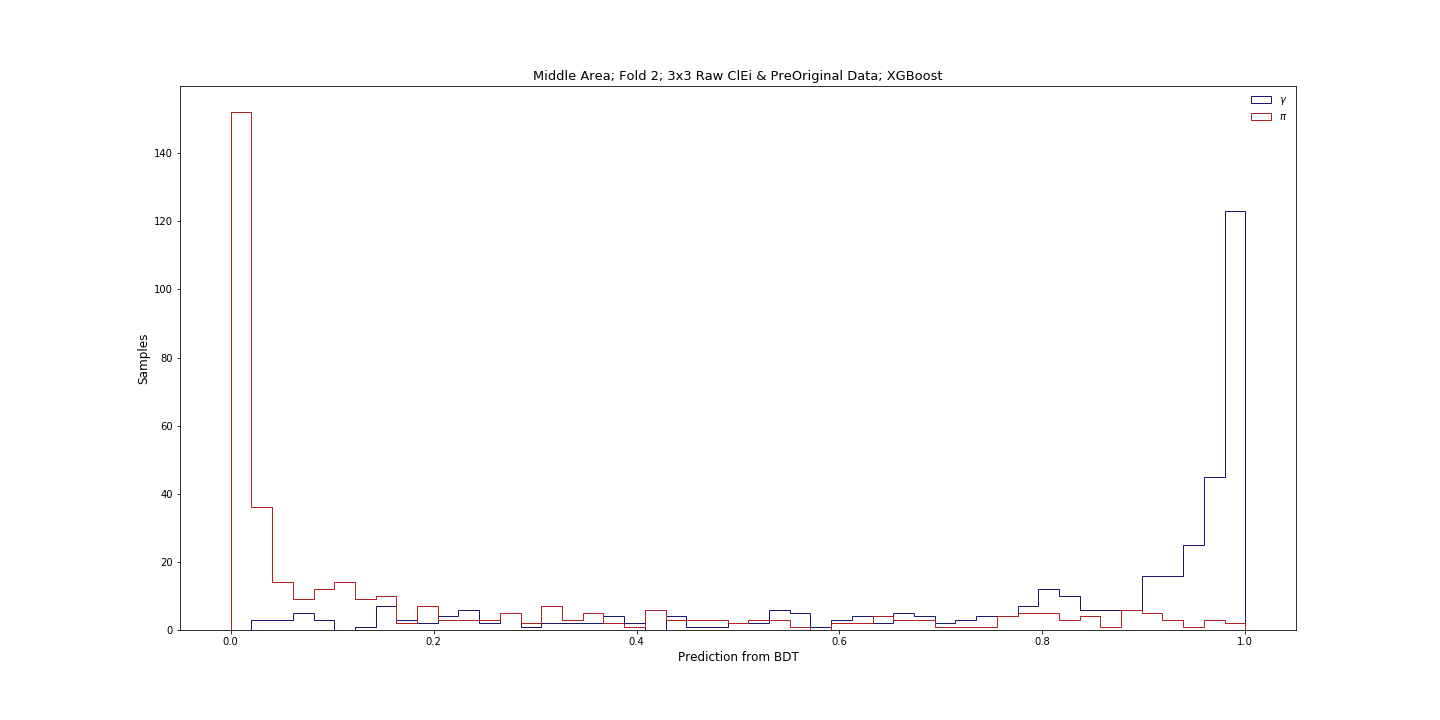 Middle Area; Fold 2; 3x3 Raw ClEi & PreOriginal Data; XGBoost
γ
π
Samples
140
120
100
80
60
40
20
0
0.0 0.2 0.4 0.6 0.8 1.0
Prediction from BDT